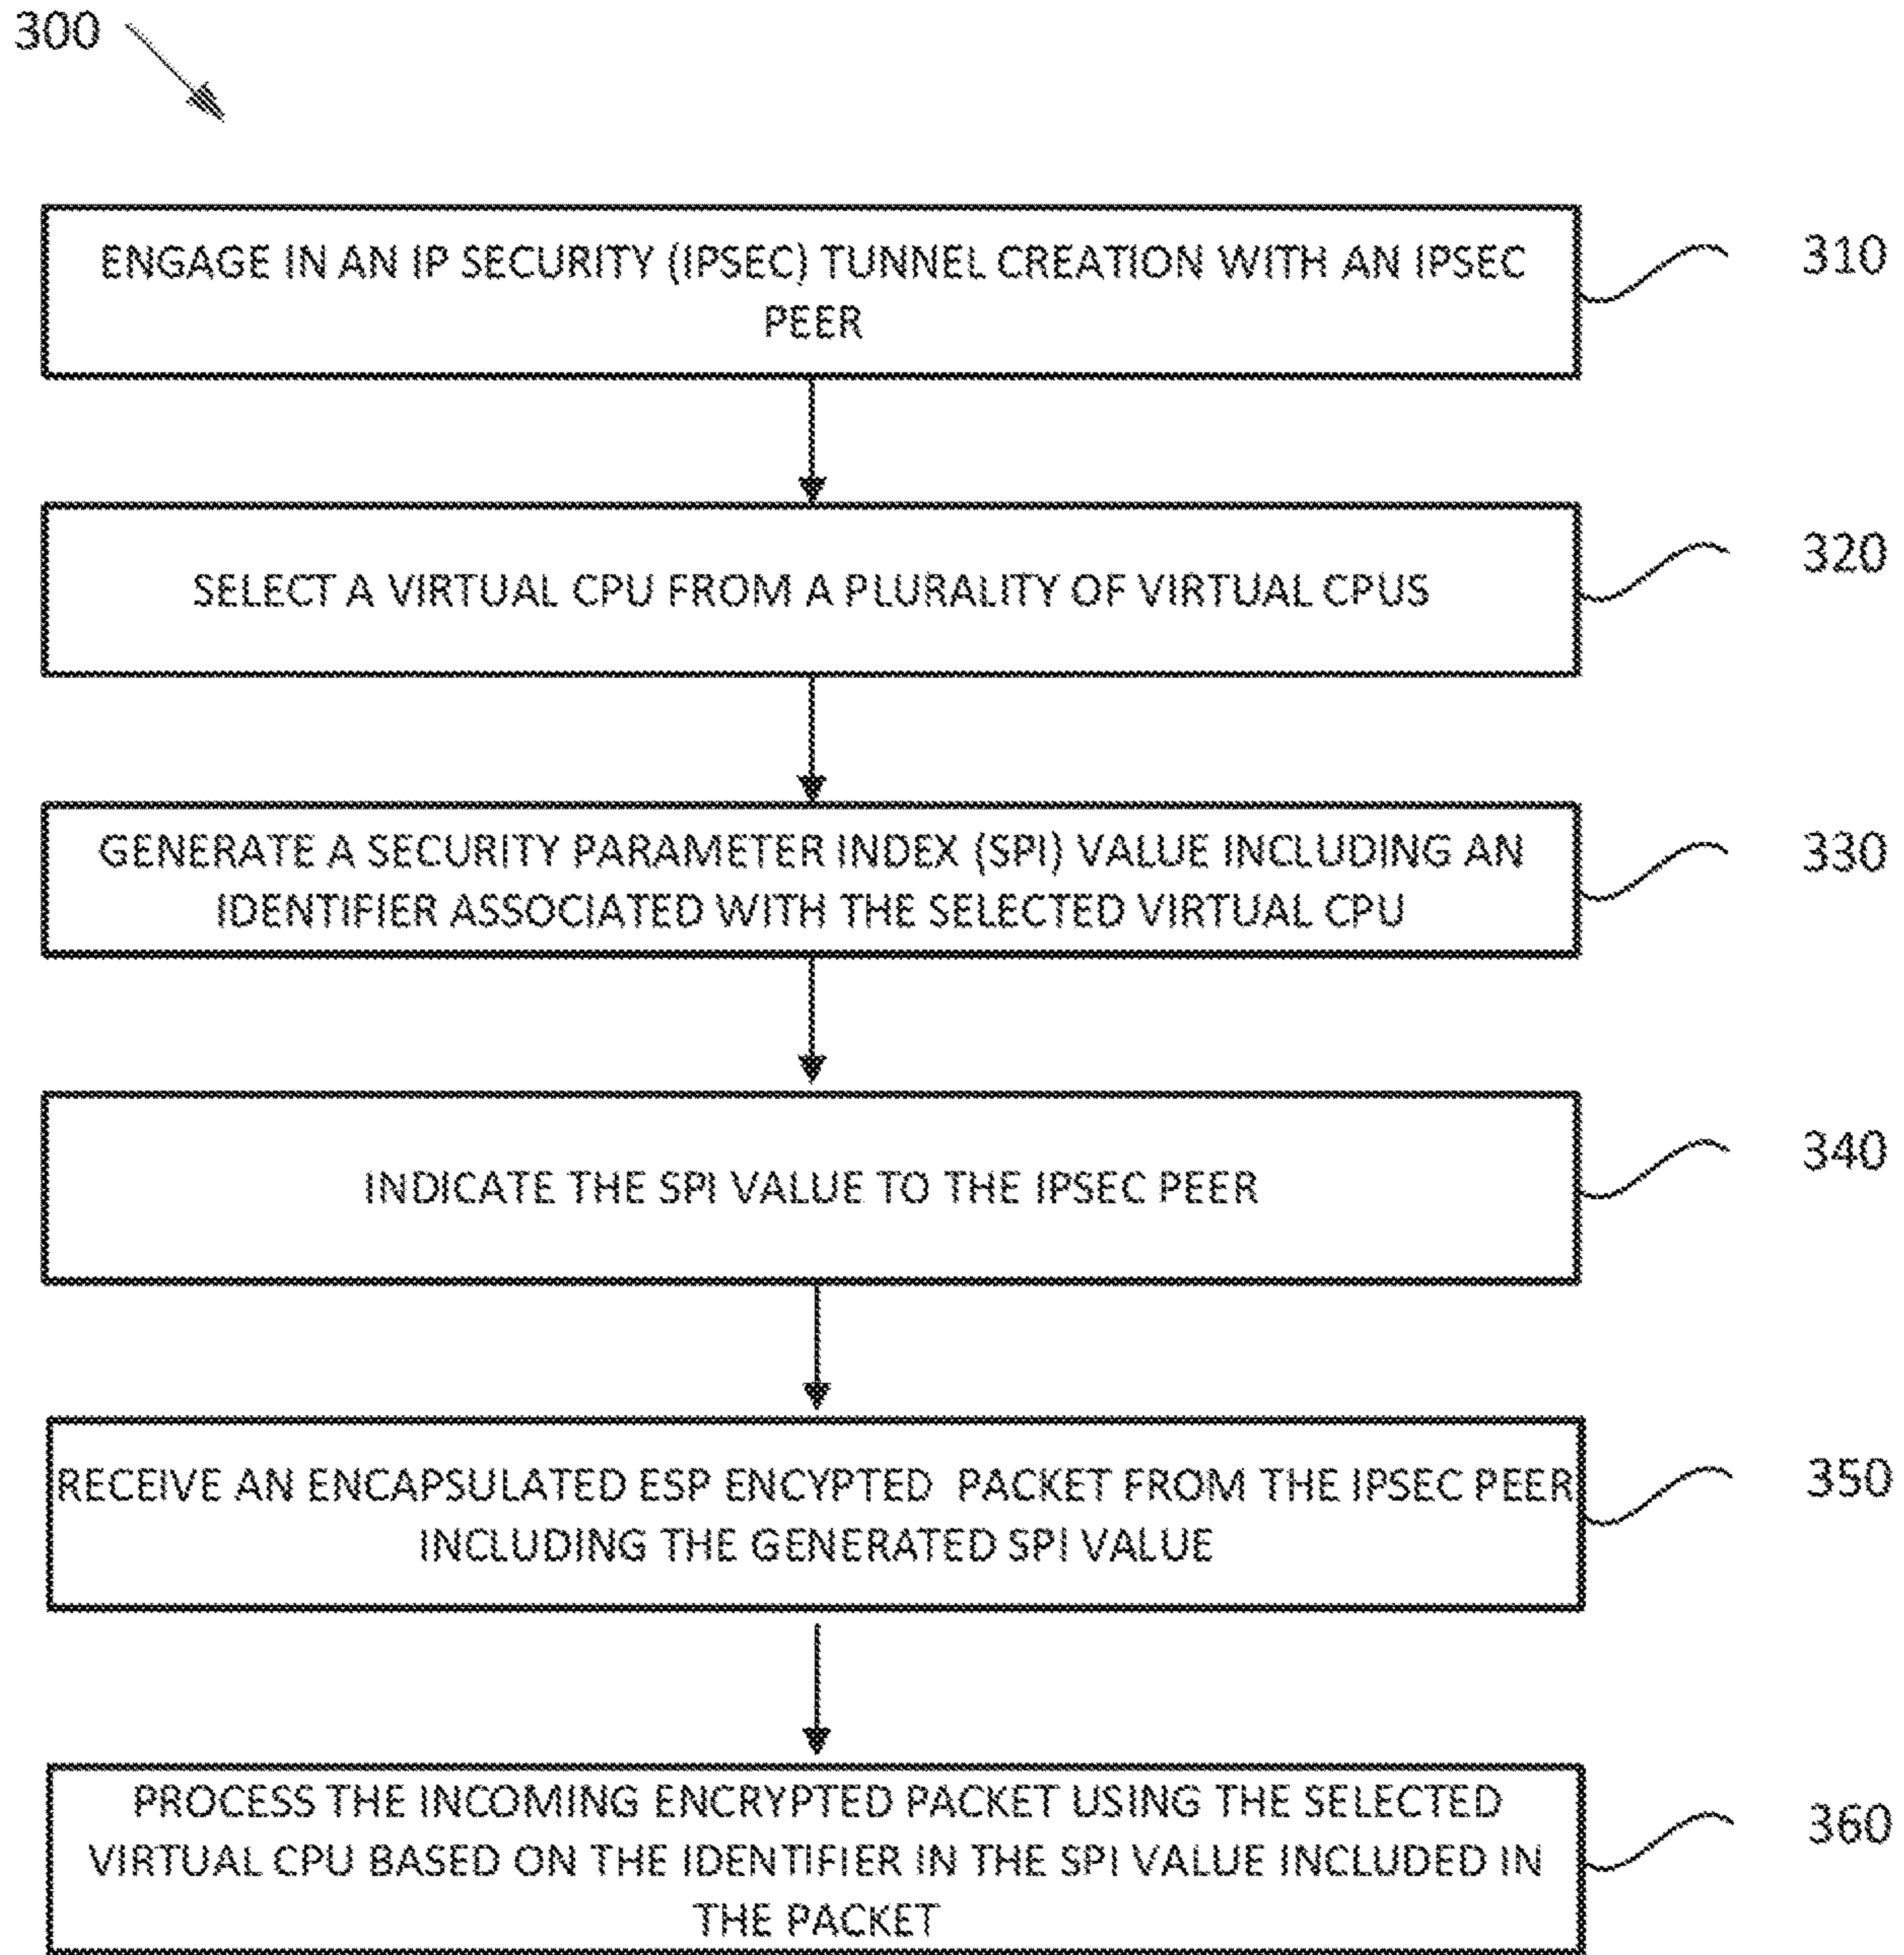 300
ENGAGE IN AN IP SECURITY (IPSEC) TUNNEL CREATION WITH AN IPSEC
PEER
310
SELECT A VIRTUAL CPU FROM A PLURALITY OF VIRTUAL CPUS
320
GENERATE A SECURITY PARAMETER INDEX (SPI) VALUE INCLUDING AN
IDENTIFIER ASSOCIATED WITH THE SELECTED VIRTUAL CPU
330
INDICATE THE SPI VALUE TO THE IPSEC PEER
340
RECEIVE AN ENCAPSULATED ESP ENCYPTED PACKET FROM THE IPSEC PEER
INCLUDING THE GENERATED SPI VALUE
350
PROCESS THE INCOMING ENCRYPTED PACKET USING THE SELECTED
VIRTUAL CPU BASED ON THE IDENTIFIER IN THE SPI VALUE INCLUDED IN
THE PACKET
360